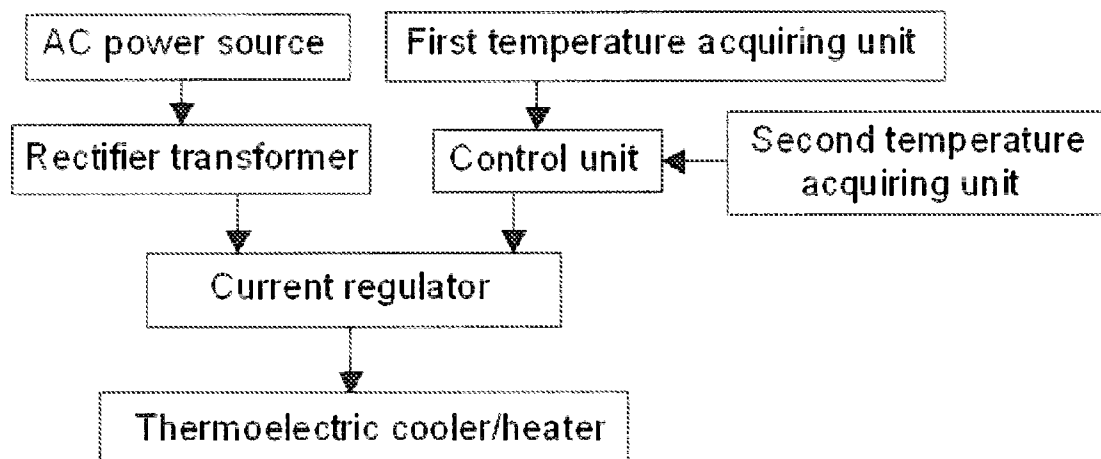 AC power source
First temperature acquiring unit
Rectifier transformer
Control unit
Second temperature
acquiring unit
Current regulator
Thermoelectric cooler/heater